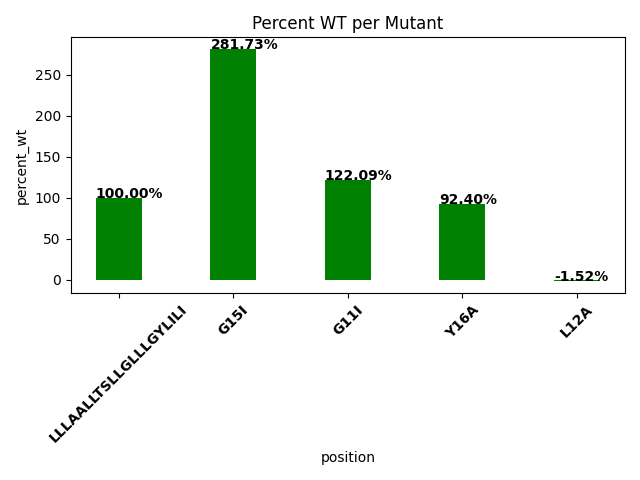 Percent WT per Mutant
percent_wt
250
200
150
100
50
0
100.00%
281.73%
122.09%
92.40%
-1.52%
LLLAALLTSLLGLLLGYLILI
G15I
G11I
Y16A
L12A
position